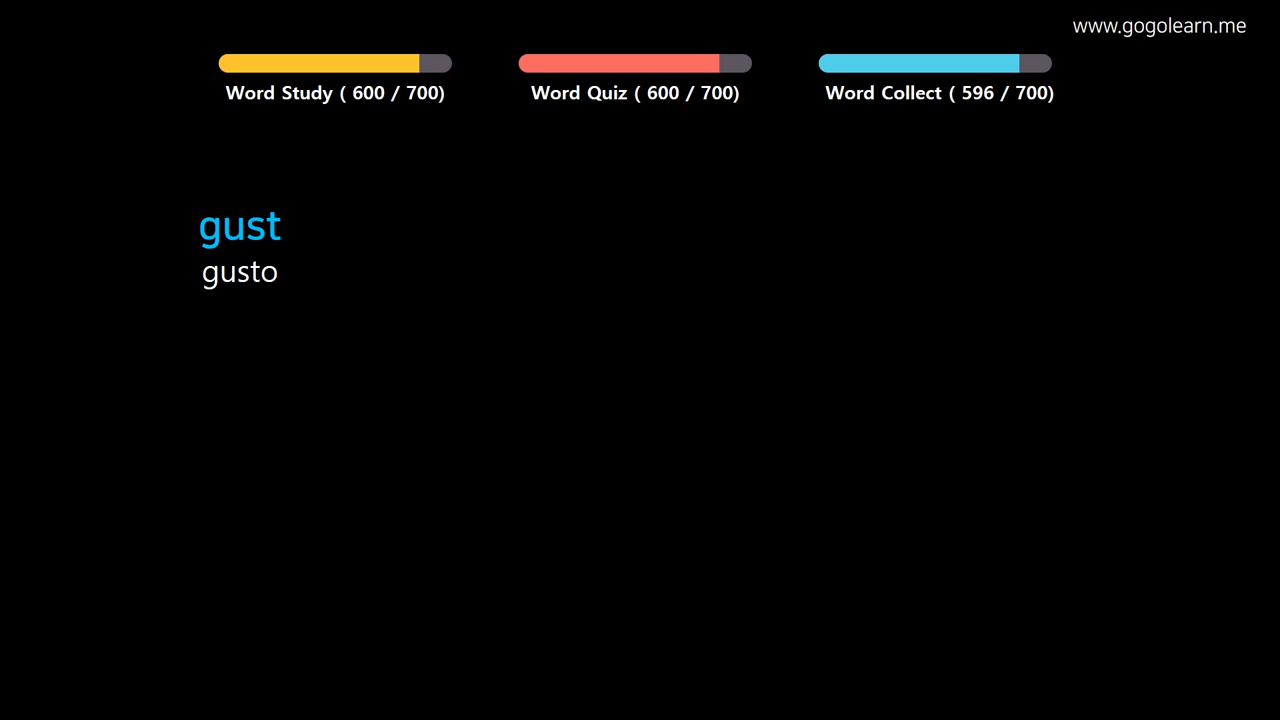 www.gogolearn.me
Word Study ( 600 / 700)
Word Quiz ( 600 / 700)
Word Collect ( 596 / 700)
gust
gusto